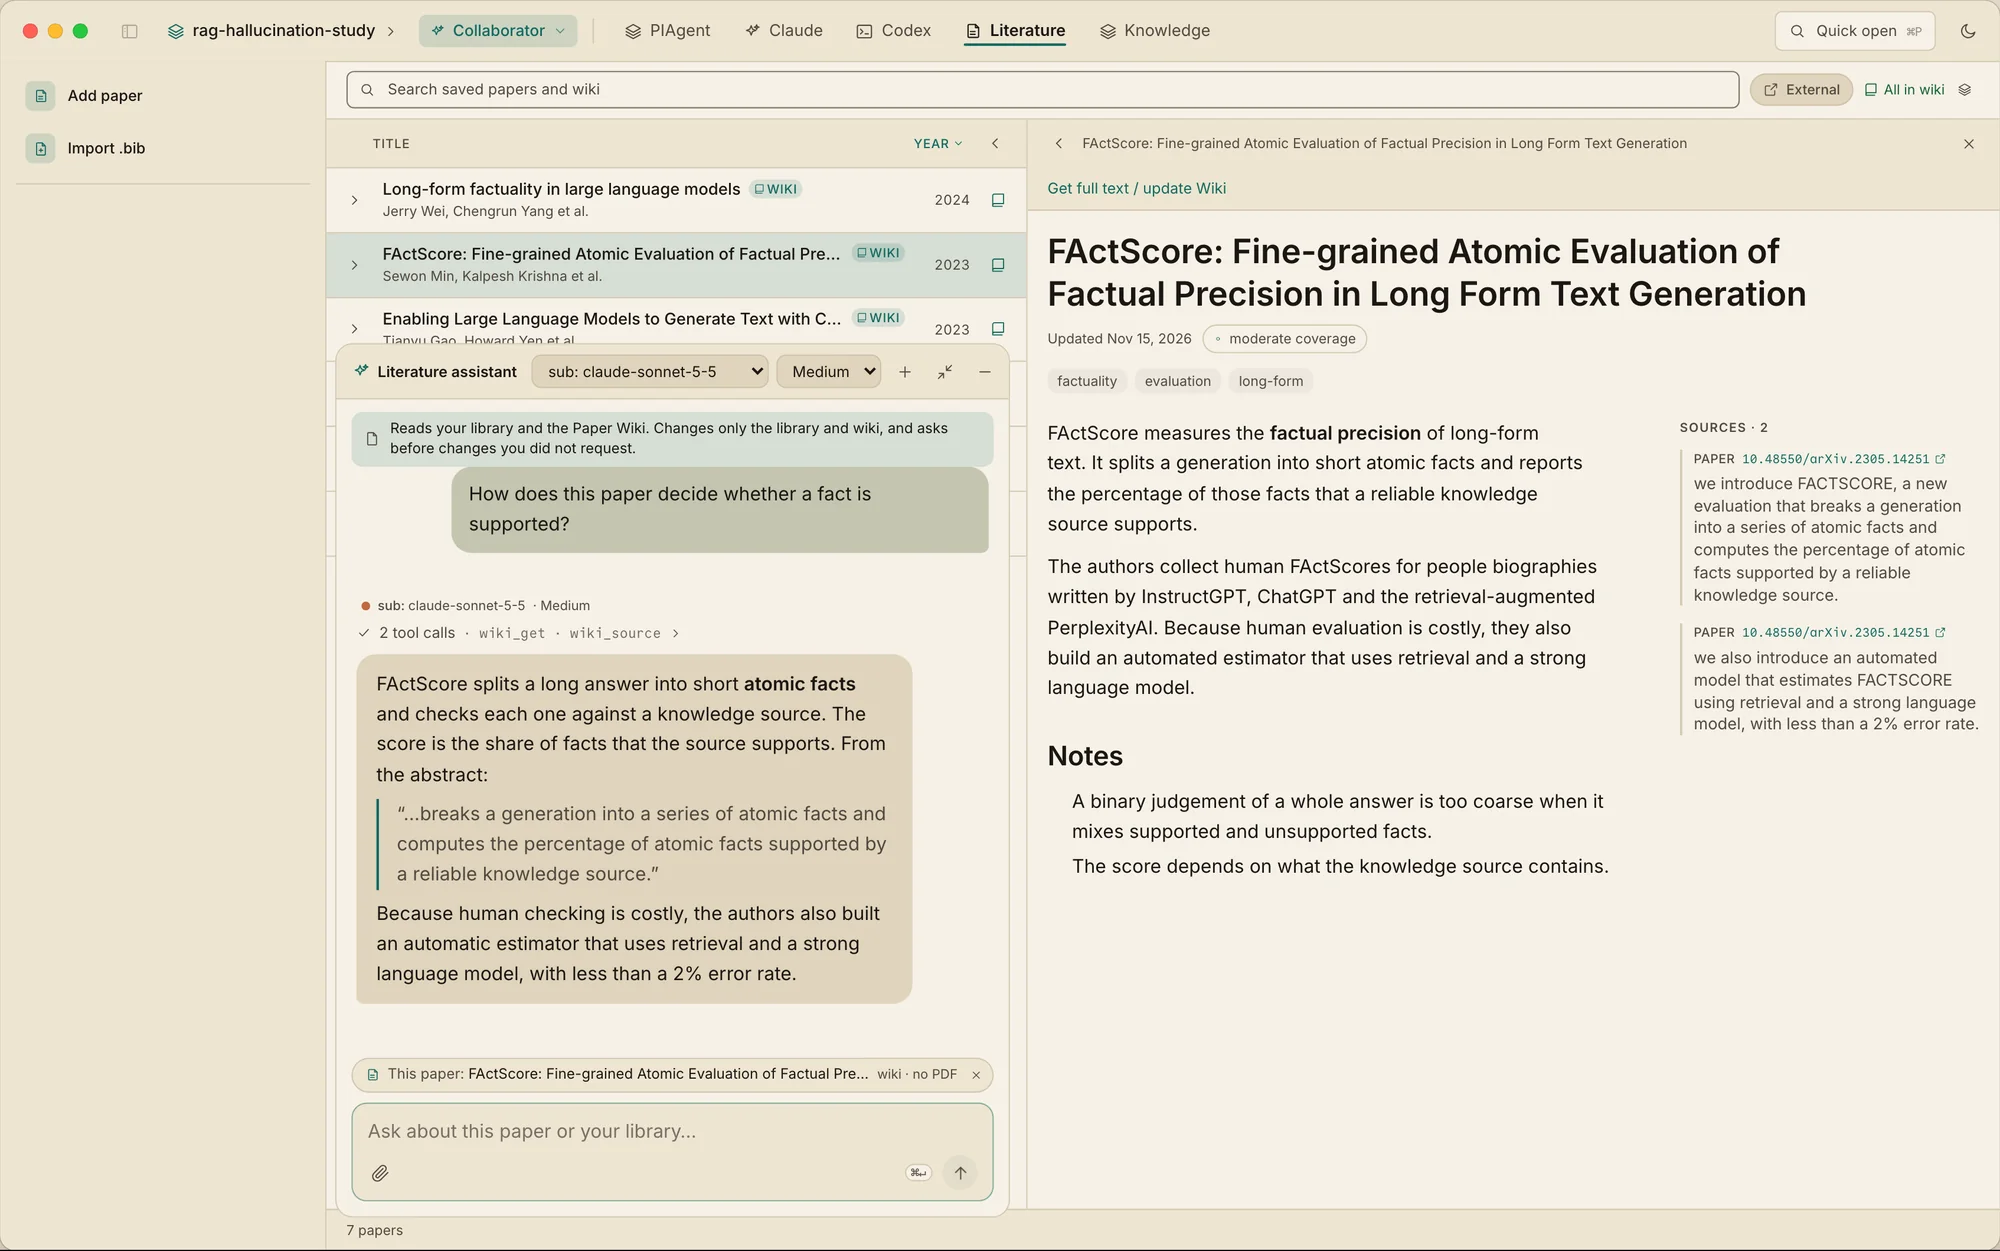 rag-hallucination-study
Collaborator
PIAgent
Claude
Codex
Literature
Knowledge
Quick open ⌘P
Add paper
Import .bib
Search saved papers and wiki
External
All in wiki
TITLE
YEAR
Long-form factuality in large language models
WIKI
Jerry Wei, Chengrun Yang et al.
2024
FActScore: Fine-grained Atomic Evaluation of Factual Pre...
WIKI
Sewon Min, Kalpesh Krishna et al.
2023
Enabling Large Language Models to Generate Text with C...
WIKI
Tianyu Gao, Howard Yen et al.
2023
Literature assistant
sub: claude-sonnet-5-5
Medium
Reads your library and the Paper Wiki. Changes only the library and wiki, and asks
before changes you did not request.
How does this paper decide whether a fact is
supported?
sub: claude-sonnet-5-5 · Medium
2 tool calls · wiki_get · wiki_source
FActScore splits a long answer into short atomic facts
and checks each one against a knowledge source. The
score is the share of facts that the source supports. From
the abstract:
“...breaks a generation into a series of atomic facts and
computes the percentage of atomic facts supported by
a reliable knowledge source.”
Because human checking is costly, the authors also built
an automatic estimator that uses retrieval and a strong
language model, with less than a 2% error rate.
This paper: FActScore: Fine-grained Atomic Evaluation of Factual Pre... wiki · no PDF
Ask about this paper or your library...
⌘↵
7 papers
FActScore: Fine-grained Atomic Evaluation of Factual Precision in Long Form Text Generation
Get full text / update Wiki
FActScore: Fine-grained Atomic Evaluation of
Factual Precision in Long Form Text Generation
Updated Nov 15, 2026
moderate coverage
factuality
evaluation
long-form
FActScore measures the factual precision of long-form
text. It splits a generation into short atomic facts and reports
the percentage of those facts that a reliable knowledge
source supports.
The authors collect human FActScores for people biographies
written by InstructGPT, ChatGPT and the retrieval-augmented
PerplexityAI. Because human evaluation is costly, they also
build an automated estimator that uses retrieval and a strong
language model.
Notes
A binary judgement of a whole answer is too coarse when it
mixes supported and unsupported facts.
The score depends on what the knowledge source contains.
SOURCES · 2
PAPER 10.48550/arXiv.2305.14251
we introduce FACTSCORE, a new
evaluation that breaks a generation
into a series of atomic facts and
computes the percentage of atomic
facts supported by a reliable
knowledge source.
PAPER 10.48550/arXiv.2305.14251
we also introduce an automated
model that estimates FACTSCORE
using retrieval and a strong language
model, with less than a 2% error rate.